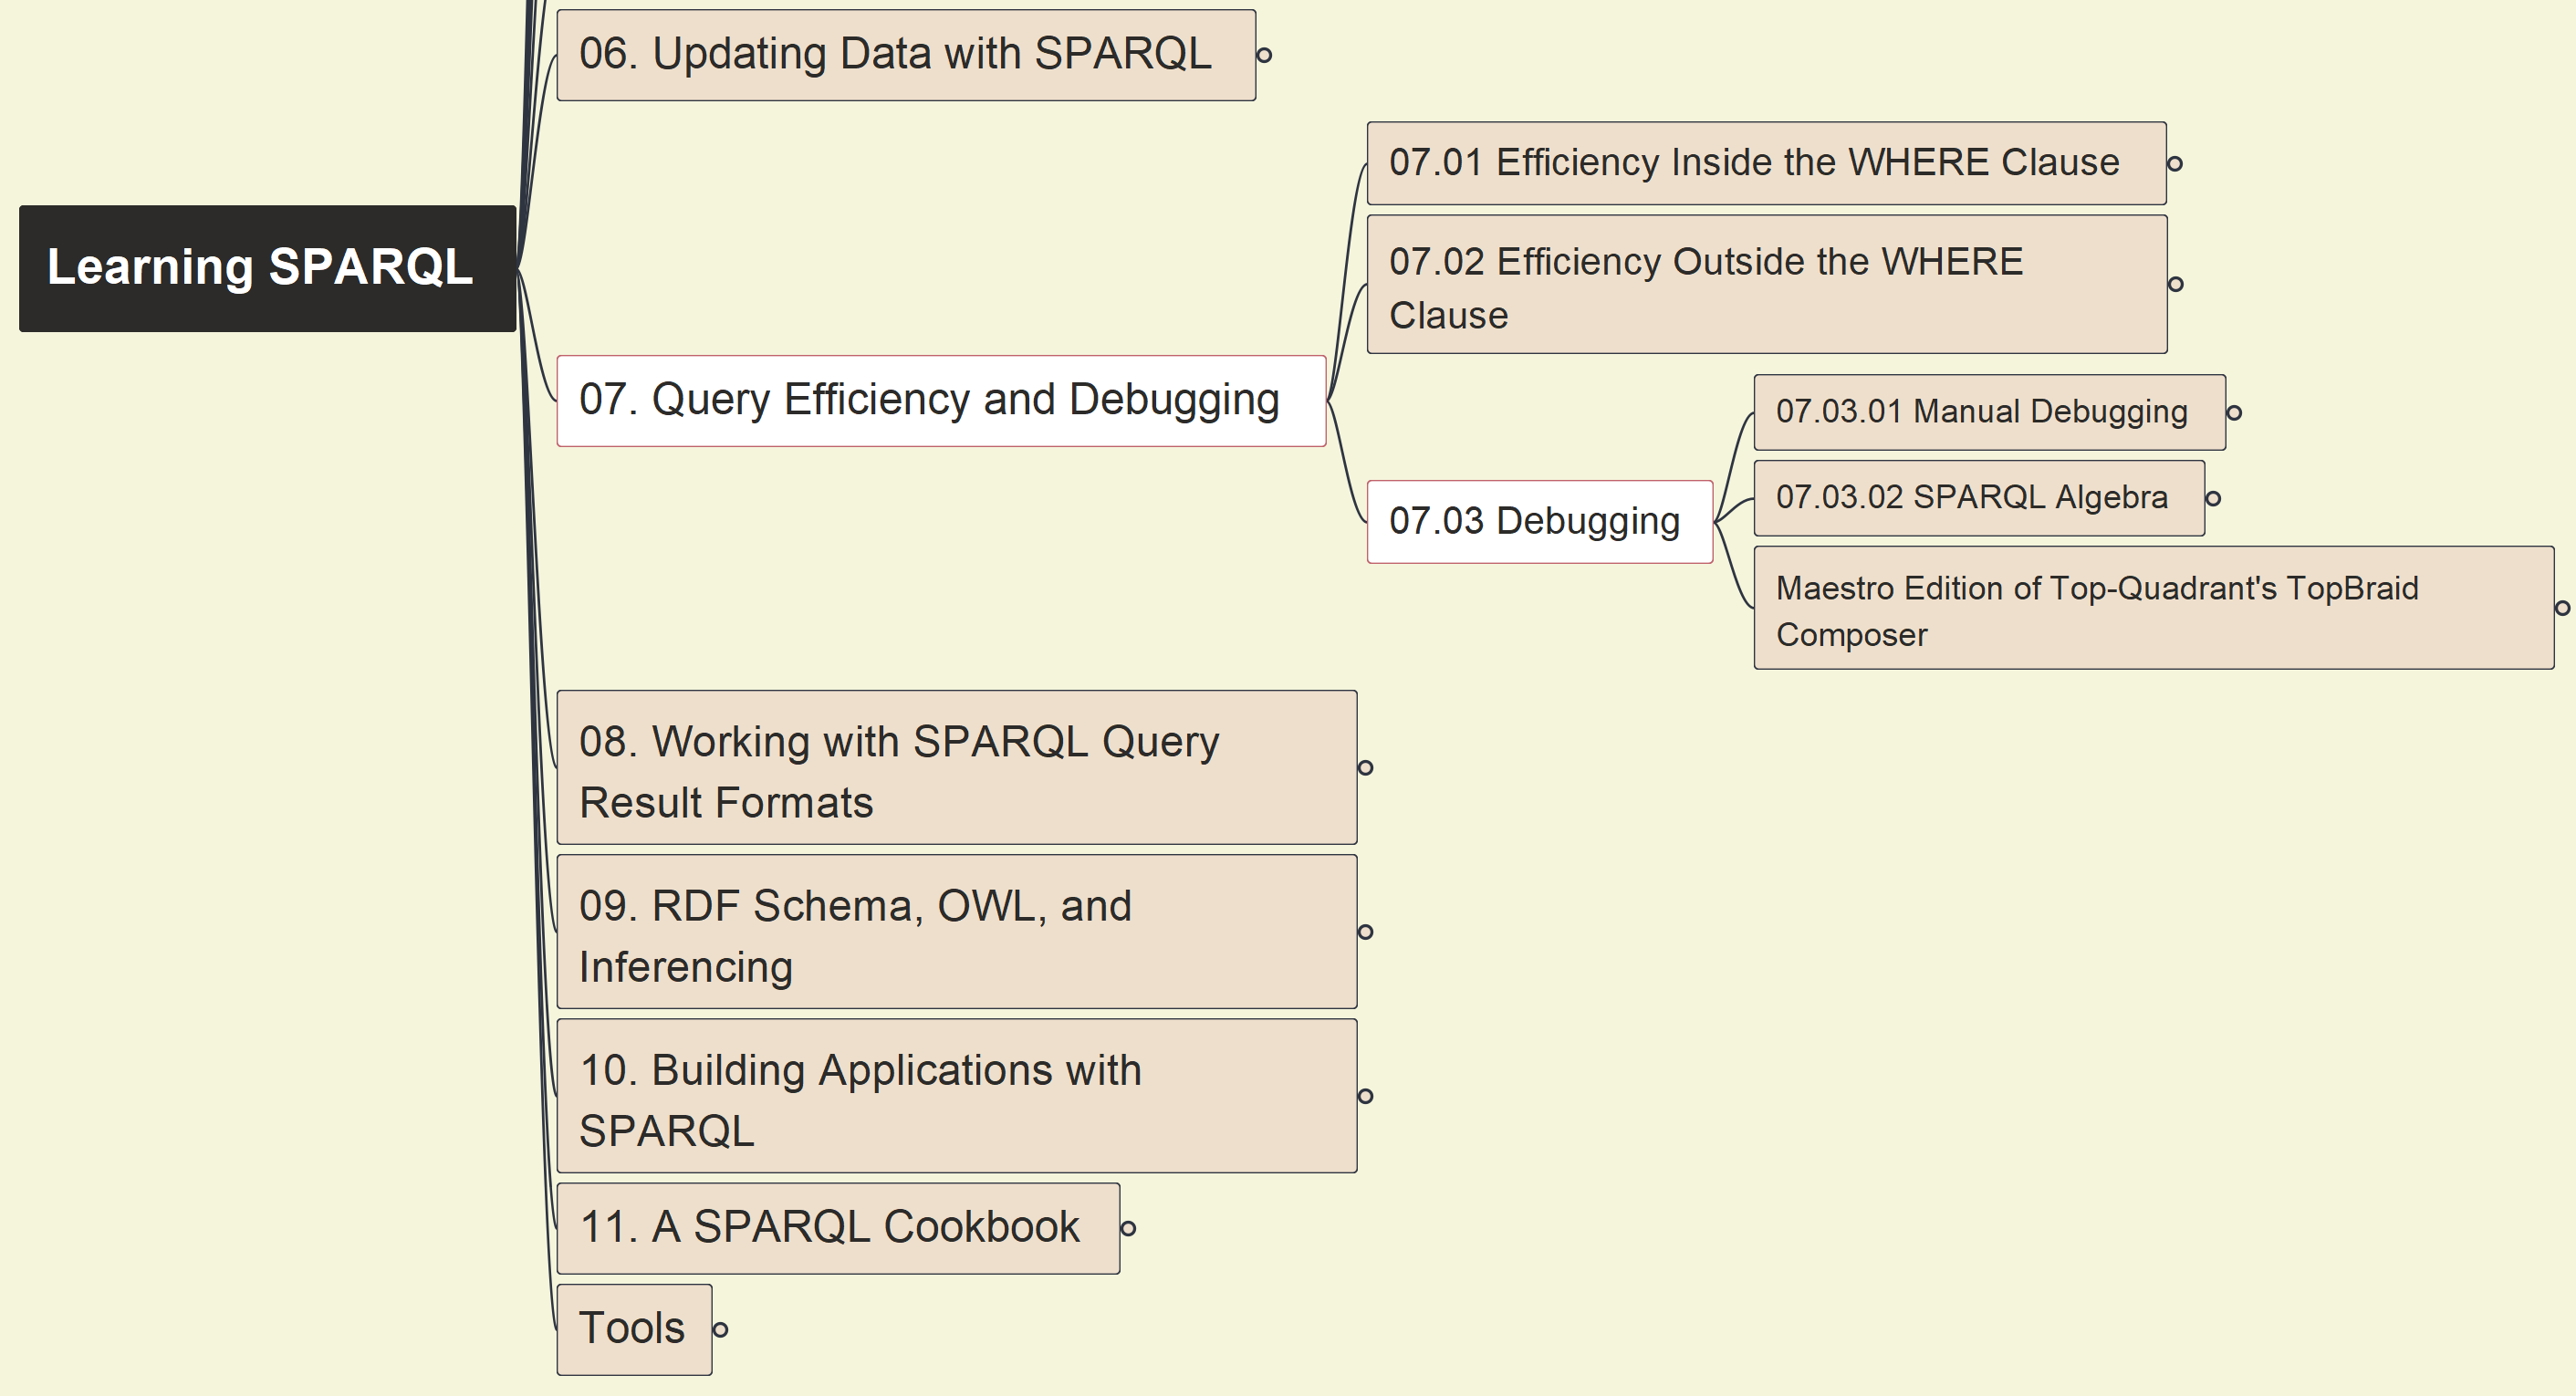 Learning SPARQL
06. Updating Data with SPARQL
07. Query Efficiency and Debugging
07.01 Efficiency Inside the WHERE Clause
07.02 Efficiency Outside the WHERE
Clause
07.03 Debugging
07.03.01 Manual Debugging
07.03.02 SPARQL Algebra
Maestro Edition of Top-Quadrant's TopBraid
Composer
08. Working with SPARQL Query
Result Formats
09. RDF Schema, OWL, and
Inferencing
10. Building Applications with
SPARQL
11. A SPARQL Cookbook
Tools